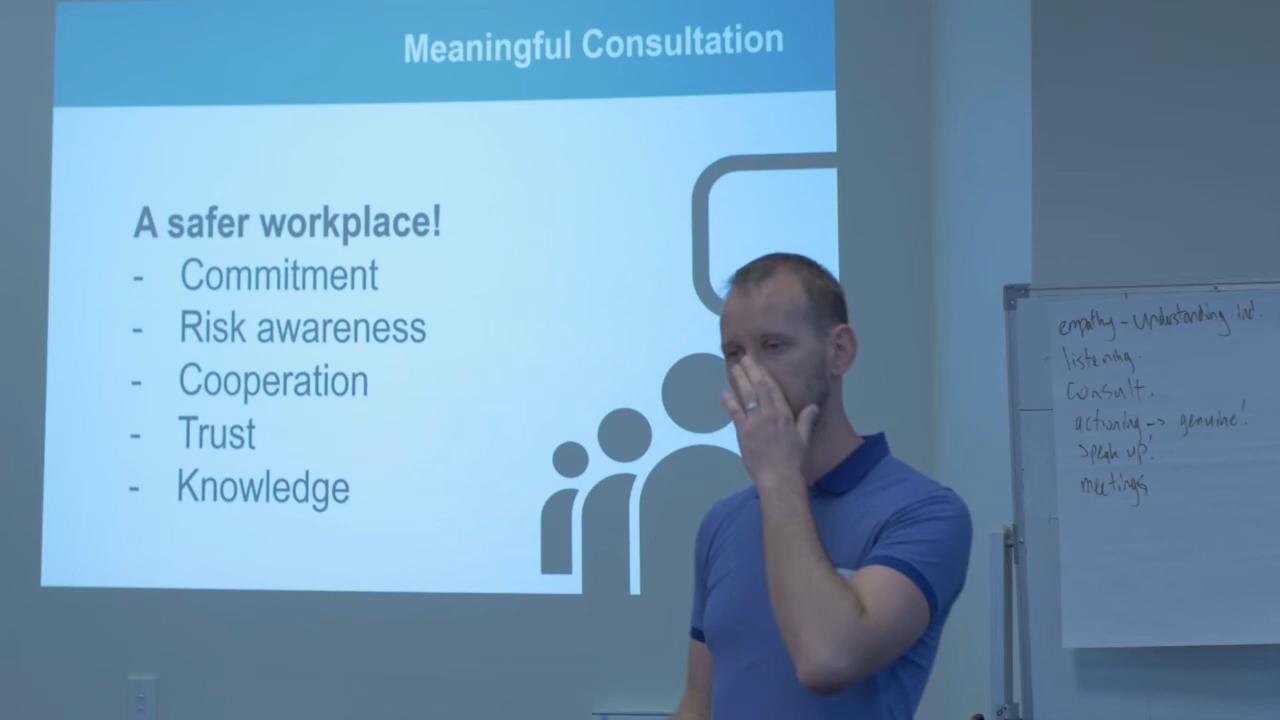 Meaningful Consultation
A safer workplace!
- Commitment
- Risk awareness
- Cooperation
- Trust
- Knowledge
empathy - understanding ind.
listening.
consult.
actioning -> genuine!
speak up!
meetings